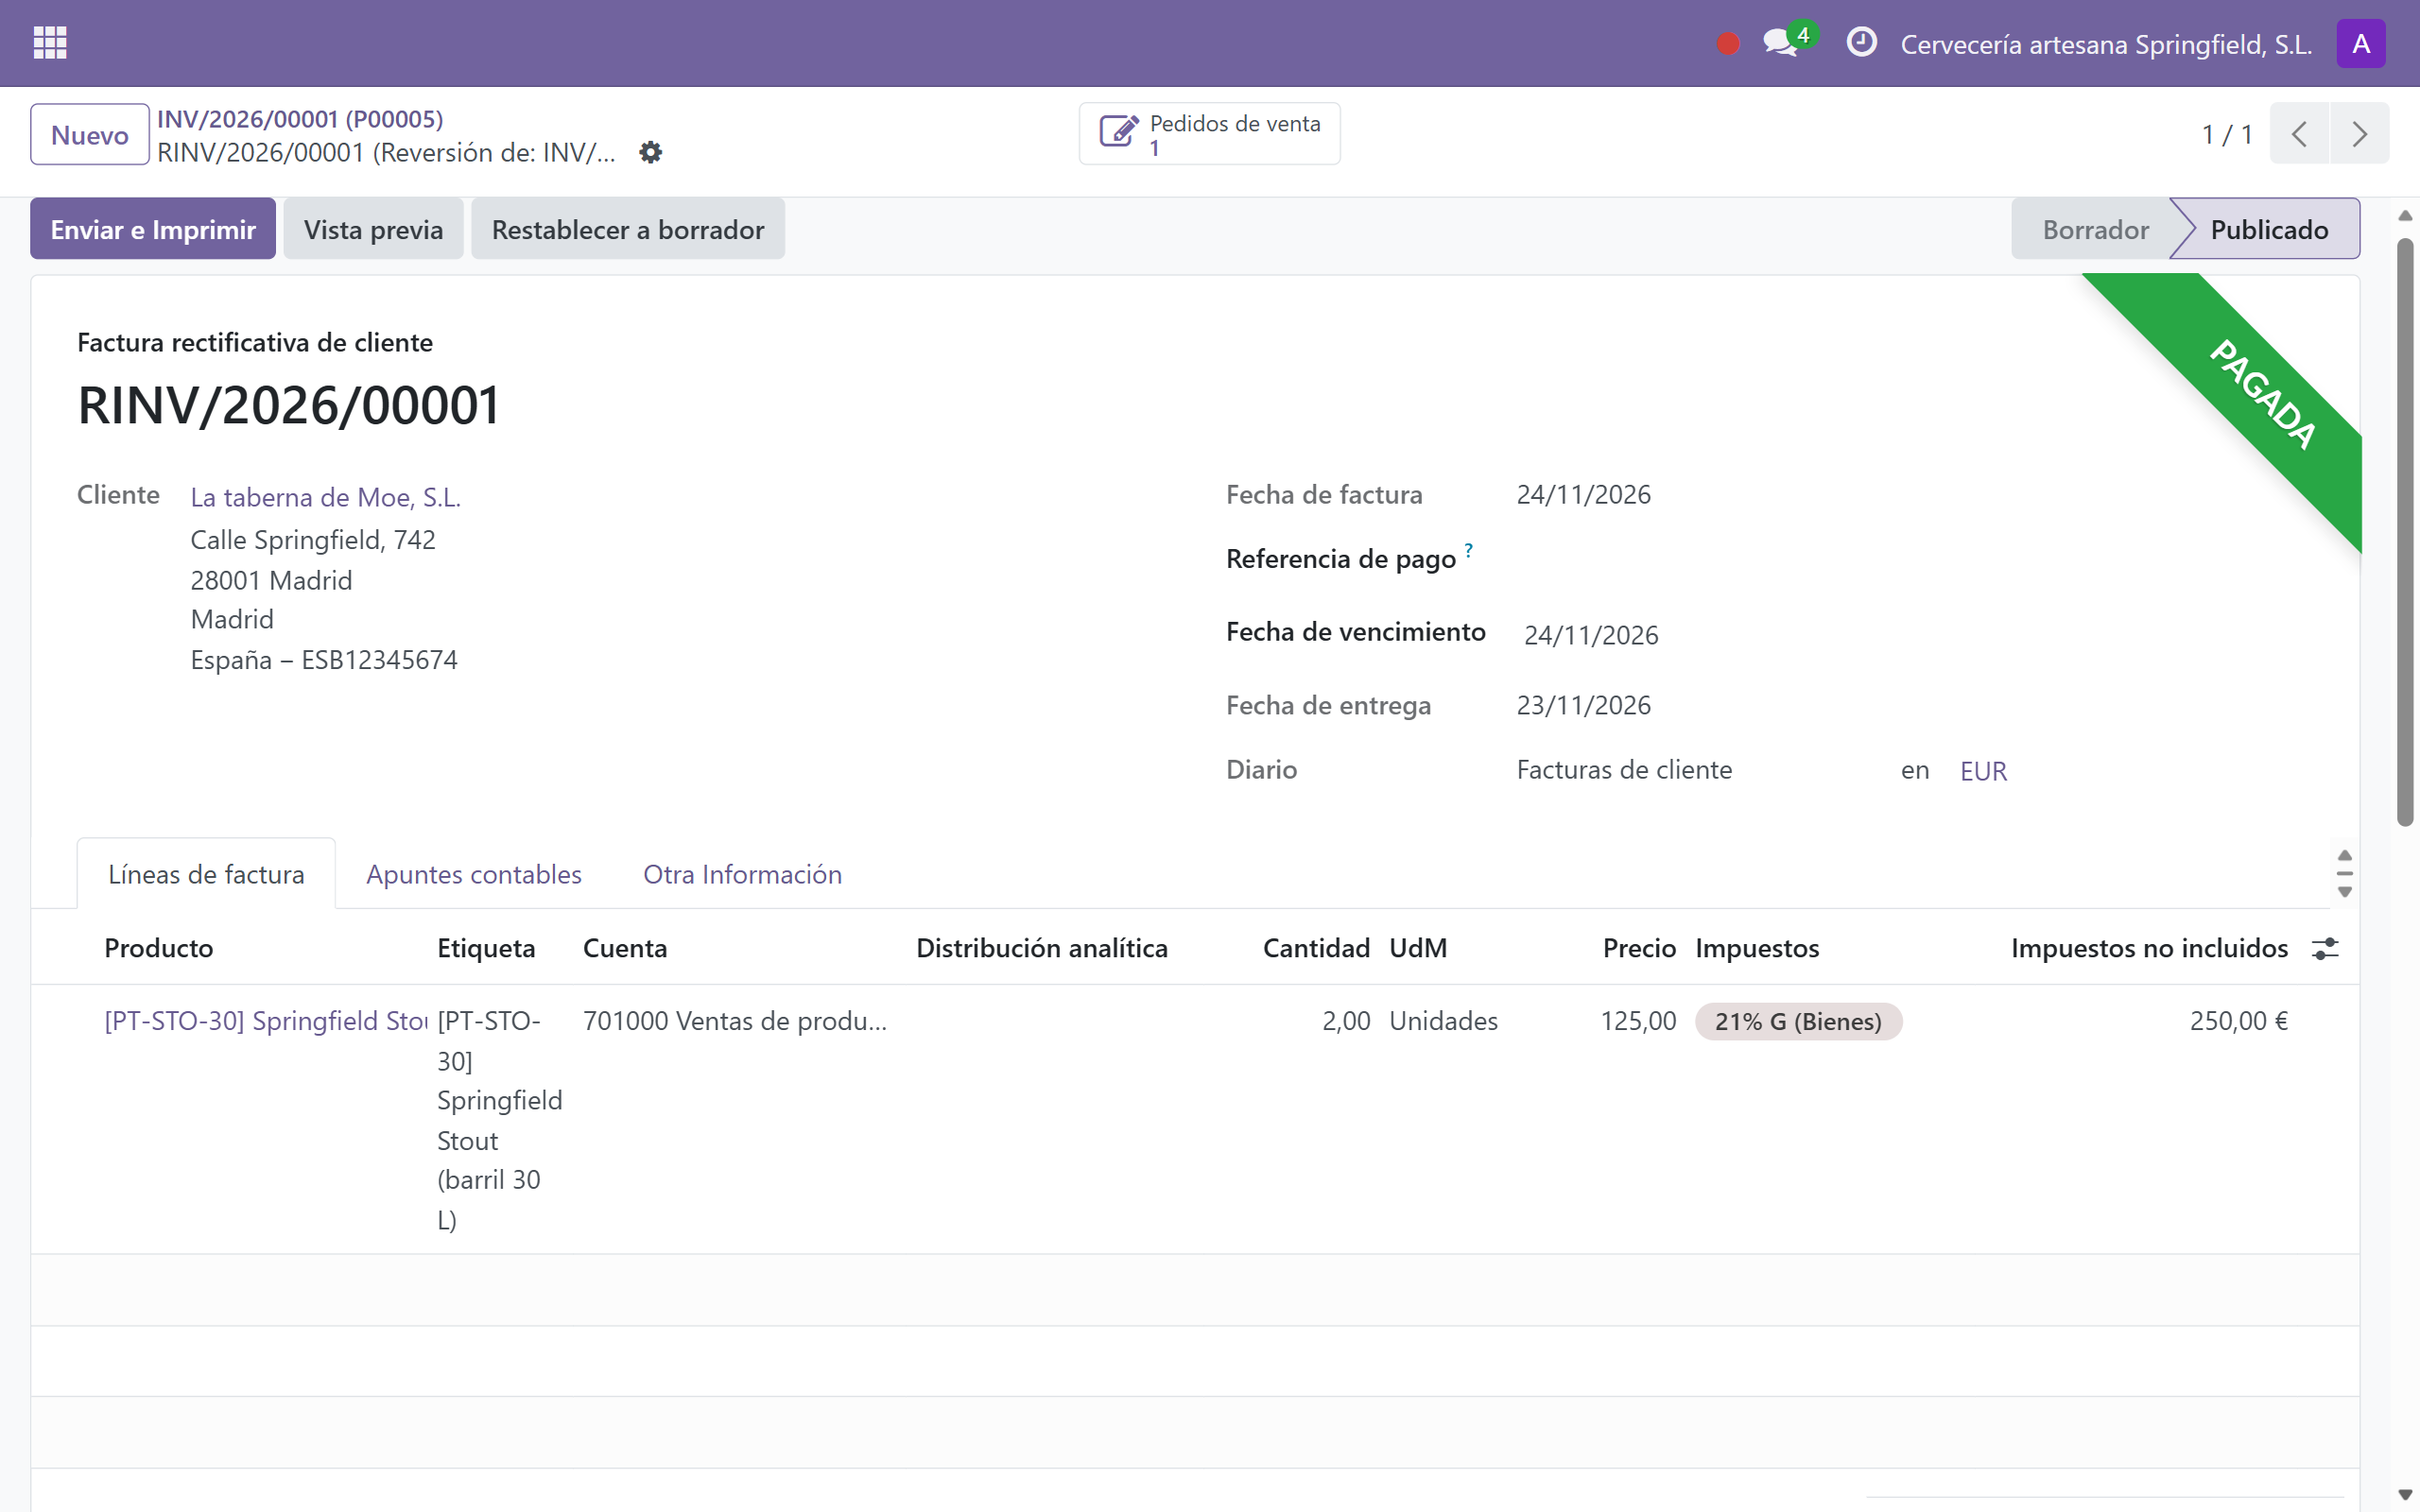 4
Cervecería artesana Springfield, S.L.
A
Nuevo
INV/2026/00001 (P00005)
RINV/2026/00001 (Reversión de: INV/...
Pedidos de venta
1
1 / 1
Enviar e Imprimir
Vista previa
Restablecer a borrador
Borrador
Publicado
PAGADA
Factura rectificativa de cliente
RINV/2026/00001
Cliente
La taberna de Moe, S.L.
Calle Springfield, 742
28001 Madrid
Madrid
España – ESB12345674
Fecha de factura 24/11/2026
Referencia de pago ?
Fecha de vencimiento 24/11/2026
Fecha de entrega 23/11/2026
Diario Facturas de cliente en EUR
Líneas de factura
Apuntes contables
Otra Información
Producto Etiqueta Cuenta Distribución analítica Cantidad UdM Precio Impuestos Impuestos no incluidos
[PT-STO-30] Springfield [PT-STO- 701000 Ventas de produ... 2,00 Unidades 125,00 21% G (Bienes) 250,00 €
30]
Springfield
Stout
(barril 30
L)